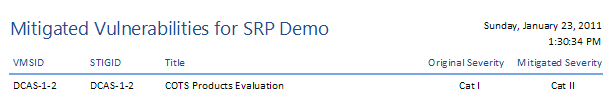 Mitigated Vulnerabilities for SRP Demo
Sunday, January 23, 2011
1:30:34 PM
VMSID STIGID Title Original Severity Mitigated Severity
DCAS-1-2 DCAS-1-2 COTS Products Evaluation Cat I Cat II